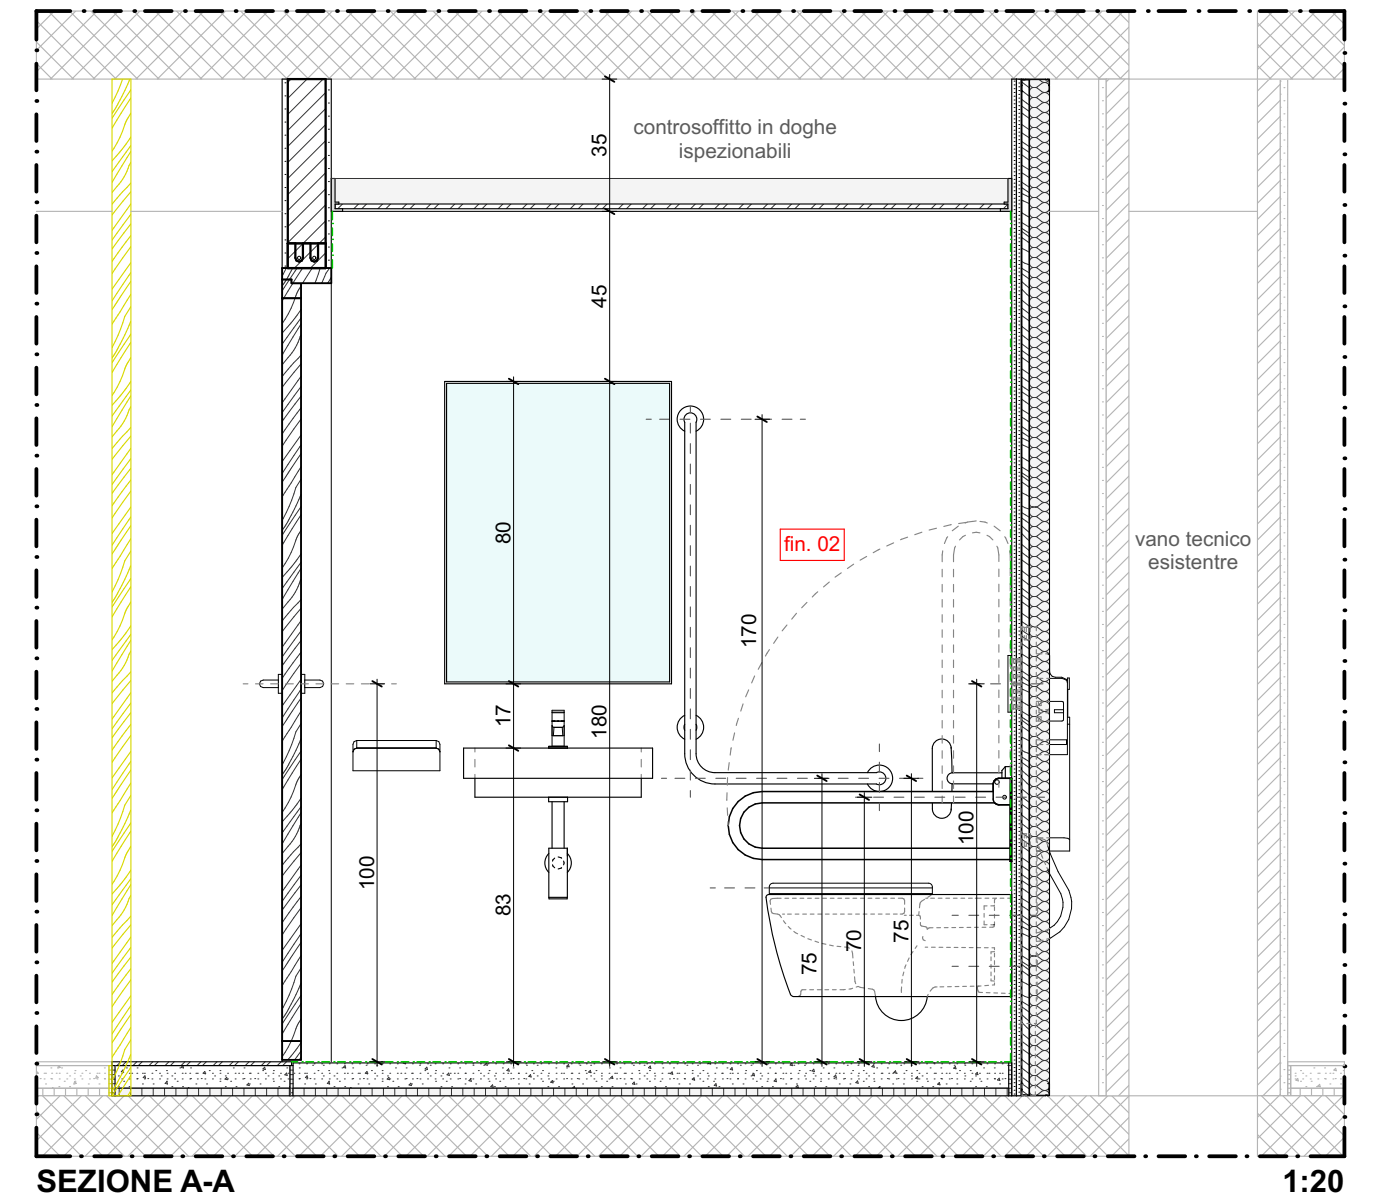 35
controsoffitto in doghe
ispezionabili
45
80
fin. 02
vano tecnico
esistentre
170
17
180
100
100
83
70
75
75
SEZIONE A-A
1:20